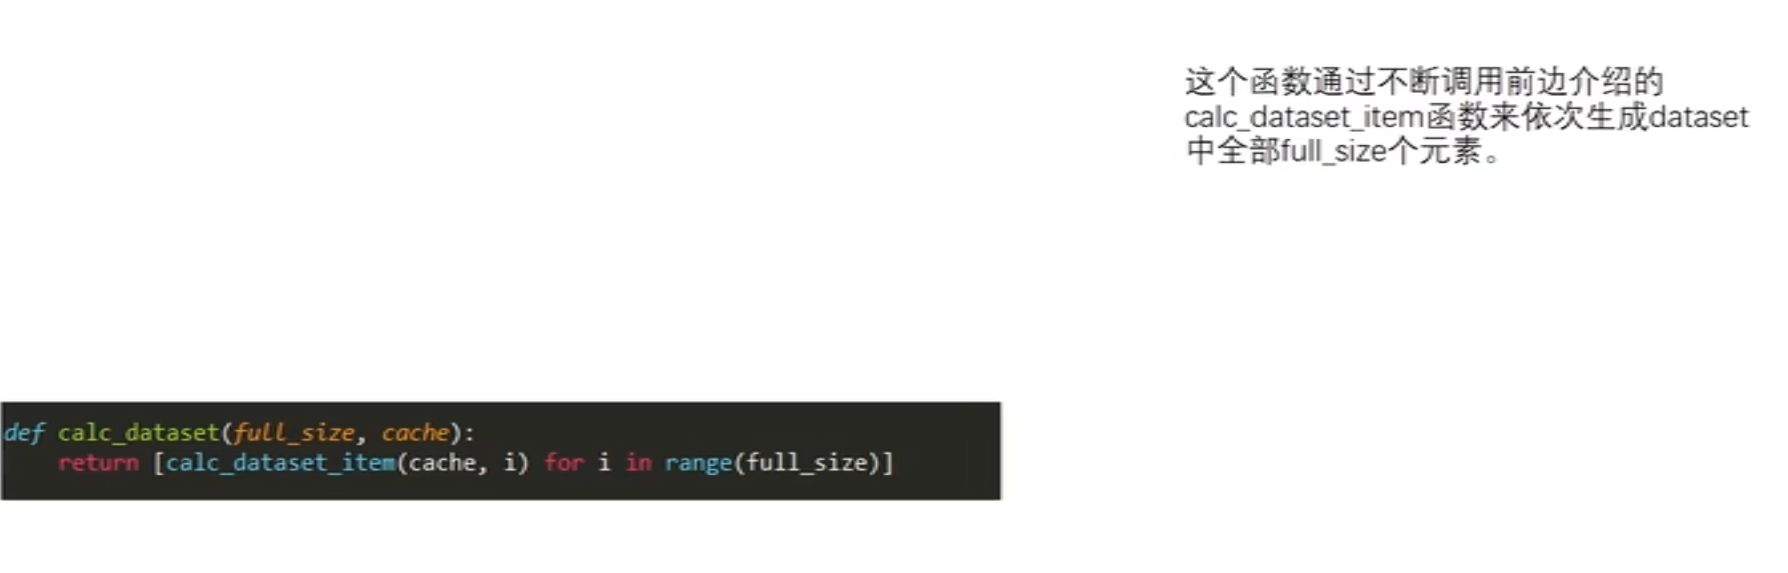 这个函数通过不断调用前边介绍的
calc_dataset_item函数来依次生成dataset
中全部full_size个元素。
def calc_dataset(full_size, cache):
    return [calc_dataset_item(cache, i) for i in range(full_size)]